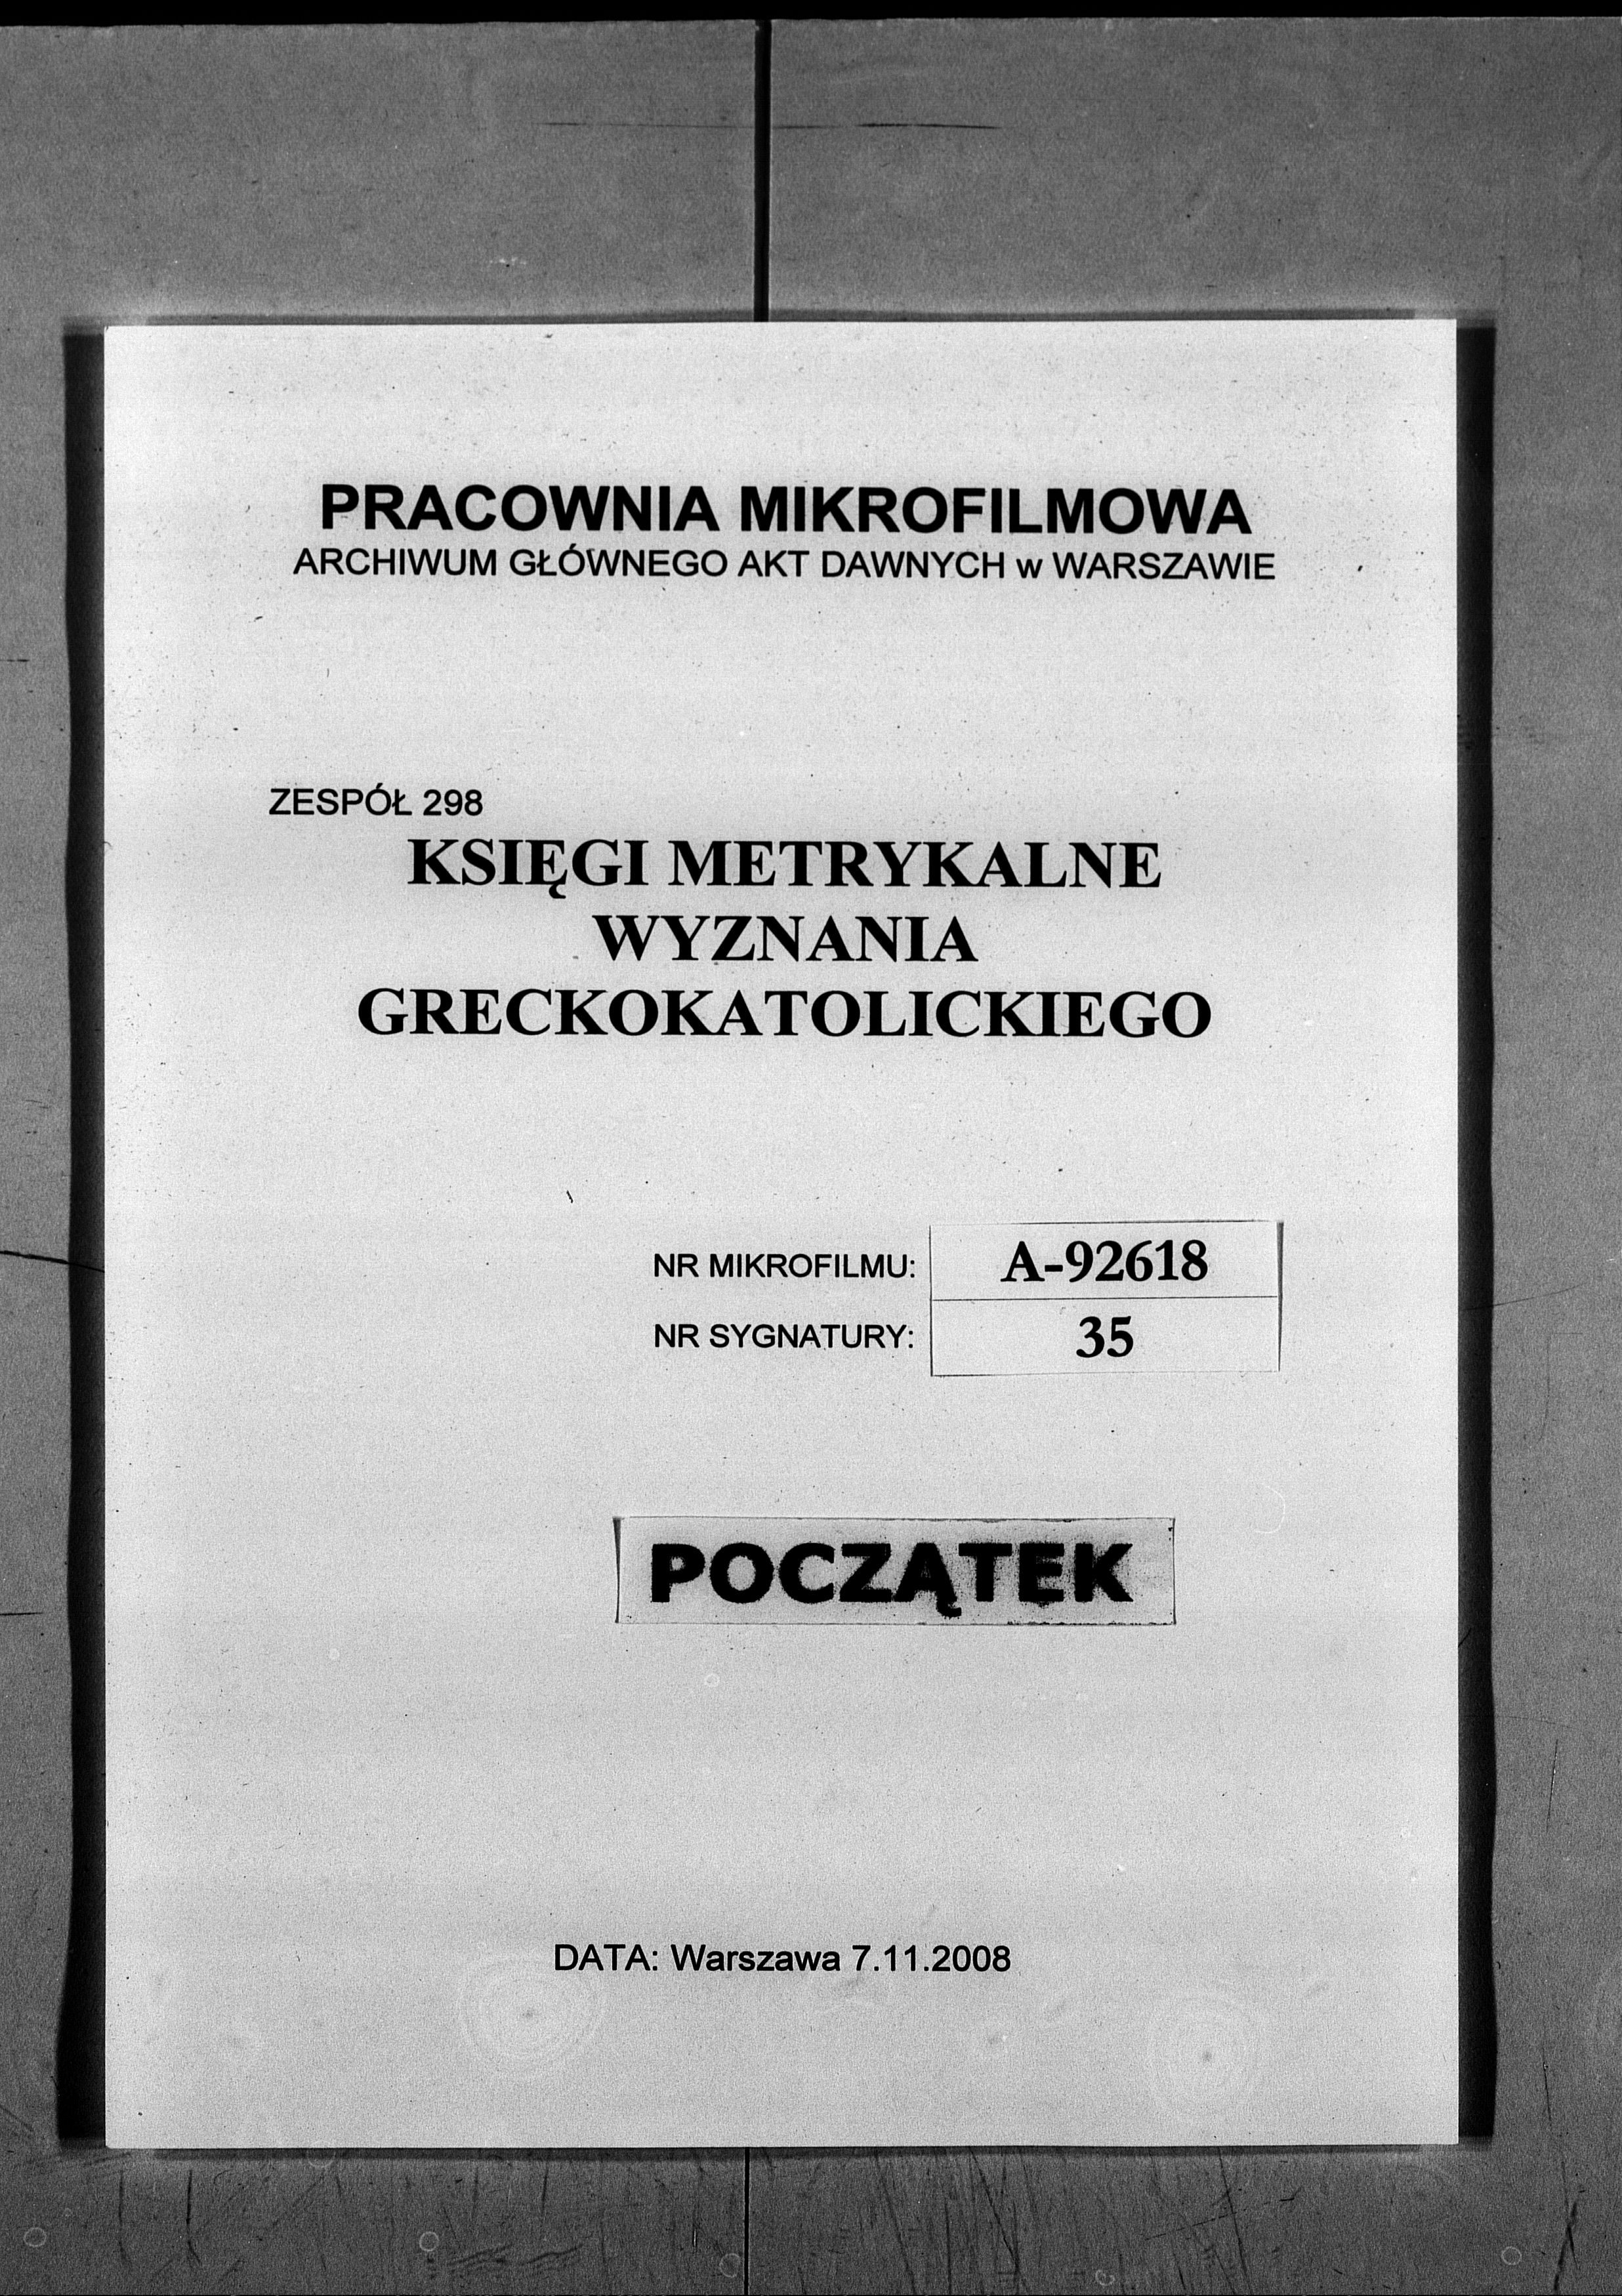 PRACOWNIA MIKROFILMOWA
ARCHIWUM GŁÓWNEGO AKT DAWNYCH w WARSZAWIE
ZESPÓŁ 298
KSIĘGI METRYKALNE
WYZNANIA
GRECKOKATOLICKIEGO
NR MIKROFILMU: A-92618
NR SYGNATURY: 35
POCZĄTEK
DATA: Warszawa 7.11.2008